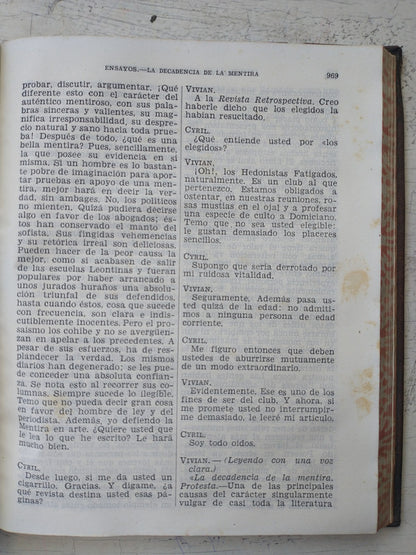 ENSAYOS.—LA DECADENCIA DE LA MENTIRA
969
probar, discutir, argumentar. ¡Qué
diferente esto con el carácter del
auténtico mentiroso, con sus pala-
bras sinceras y valientes, su mag-
nífica irresponsabilidad, su despre-
cio natural y sano hacia toda prue-
ba! Después de todo, ¿qué es una
bella mentira? Pues, sencillamente,
la que posee su evidencia en sí
misma. Si un hombre es lo bastan-
te pobre de imaginación para apor-
tar pruebas en apoyo de una men-
tira, mejor hará en decir la ver-
dad, sin ambages. No, los políticos
no mienten. Quizá pudiera decirse
algo en favor de los abogados; és-
tos han conservado el manto del
sofista. Sus fingidas vehemencias
y su retórica irreal son deliciosas.
Pueden hacer de la peor causa la
mejor, como si acabasen de salir
de las escuelas Leontinas y fueran
populares por haber arrancado a
unos jurados huraños una absolu-
ción triunfal de sus defendidos,
hasta cuando éstos, cosa que sucede
con frecuencia, son clara e indis-
cutiblemente inocentes. Pero el pro-
saísmo los cohíbe y no se avergüen-
zan en apelar a los precedentes. A
pesar de sus esfuerzos, ha de res-
plandecer la verdad. Los mismos
diarios han degenerado; se les pue-
de conceder una absoluta confian-
za. Se nota esto al recorrer sus co-
lumnas. Siempre sucede lo ilegible.
Temo que no pueda decir gran cosa
en favor del hombre de ley y del pe-
riodista. Además, yo defiendo la
Mentira en arte. ¿Quiere usted que
le lea lo que he escrito? Le hará
mucho bien.
CYRIL.
Desde luego, si me da usted un
cigarrillo. Gracias. Y dígame, ¿a
qué revista destina usted esas pá-
ginas?
VIVIAN.
A la Revista Retrospectiva. Creo
haberle dicho que los elegidos la
habían resucitado.
CYRIL.
¿Qué entiende usted por «los
elegidos»?
VIVIAN.
¡Oh!, los Hedonistas Fatigados,
naturalmente. Es un club al que
pertenezco. Estamos obligados a
ostentar en nuestras reuniones, rosas
mustias en el ojal y a profesar
una especie de culto a Domiciano.
Temo que no sea usted elegible:
le gustan demasiado los placeres
sencillos.
CYRIL.
Supongo que sería derrotado por
mi ruidosa vitalidad.
VIVIAN.
Seguramente. Además pasa us-
ted quizá de la edad: no admiti-
mos a ninguna persona de edad
corriente.
CYRIL.
Me figuro entonces que deben
ustedes de aburrirse mutuamente
de un modo extraordinario.
VIVIAN.
Evidentemente. Ese es uno de los
fines de ser del club. Y ahora, si
me promete usted no interrumpir-
me demasiado, le leeré mi artículo.
CYRIL.
Soy todo oídos.
VIVIAN.—(Leyendo con una voz
clara.)
«La decadencia de la mentira.
Protesta.—Una de las principales
causas del carácter singularmente
vulgar de casi toda la literatura